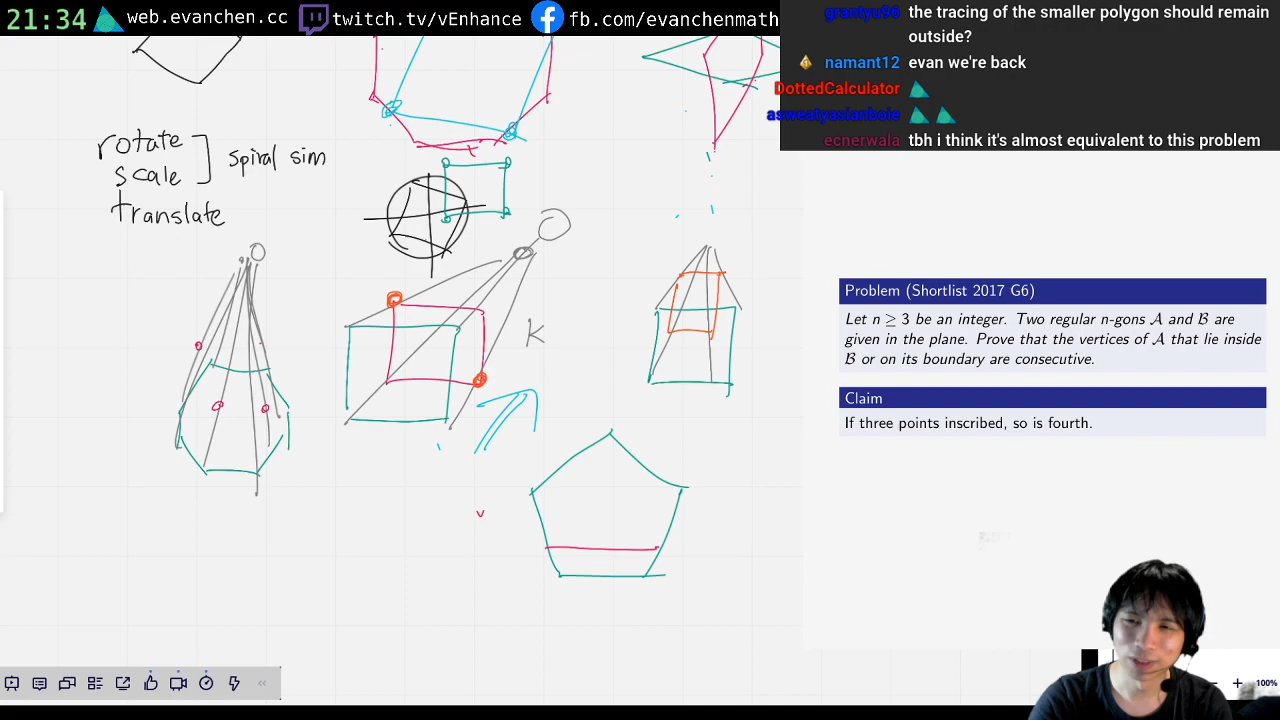 21:34 web.evanchen.cc twitch.tv/vEnhance fb.com/evanchenmath
grantyu96 the tracing of the smaller polygon should remain
outside?
namant12 evan we're back
DottedCalculator
asweatyasianboie
ecnerwala tbh i think it's almost equivalent to this problem
rotate
scale
spiral sim
translate
K
Problem (Shortlist 2017 G6)
Let n ≥ 3 be an integer. Two regular n-gons A and B are
given in the plane. Prove that the vertices of A that lie inside
B or on its boundary are consecutive.
Claim
If three points inscribed, so is fourth.
100%